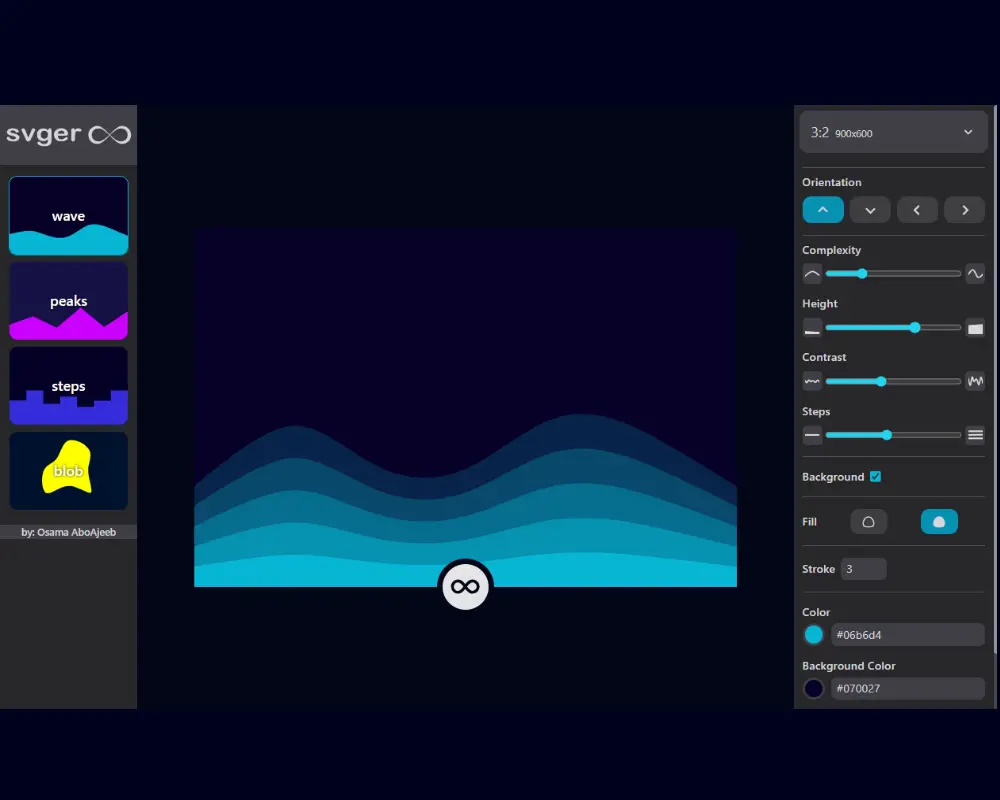 svger
wave
peaks
steps
blob
by: Osama AboAjeeb
3:2 900x600
Orientation
Complexity
Height
Contrast
Steps
Background
Fill
Stroke 3
Color
#06b6d4
Background Color
#070027